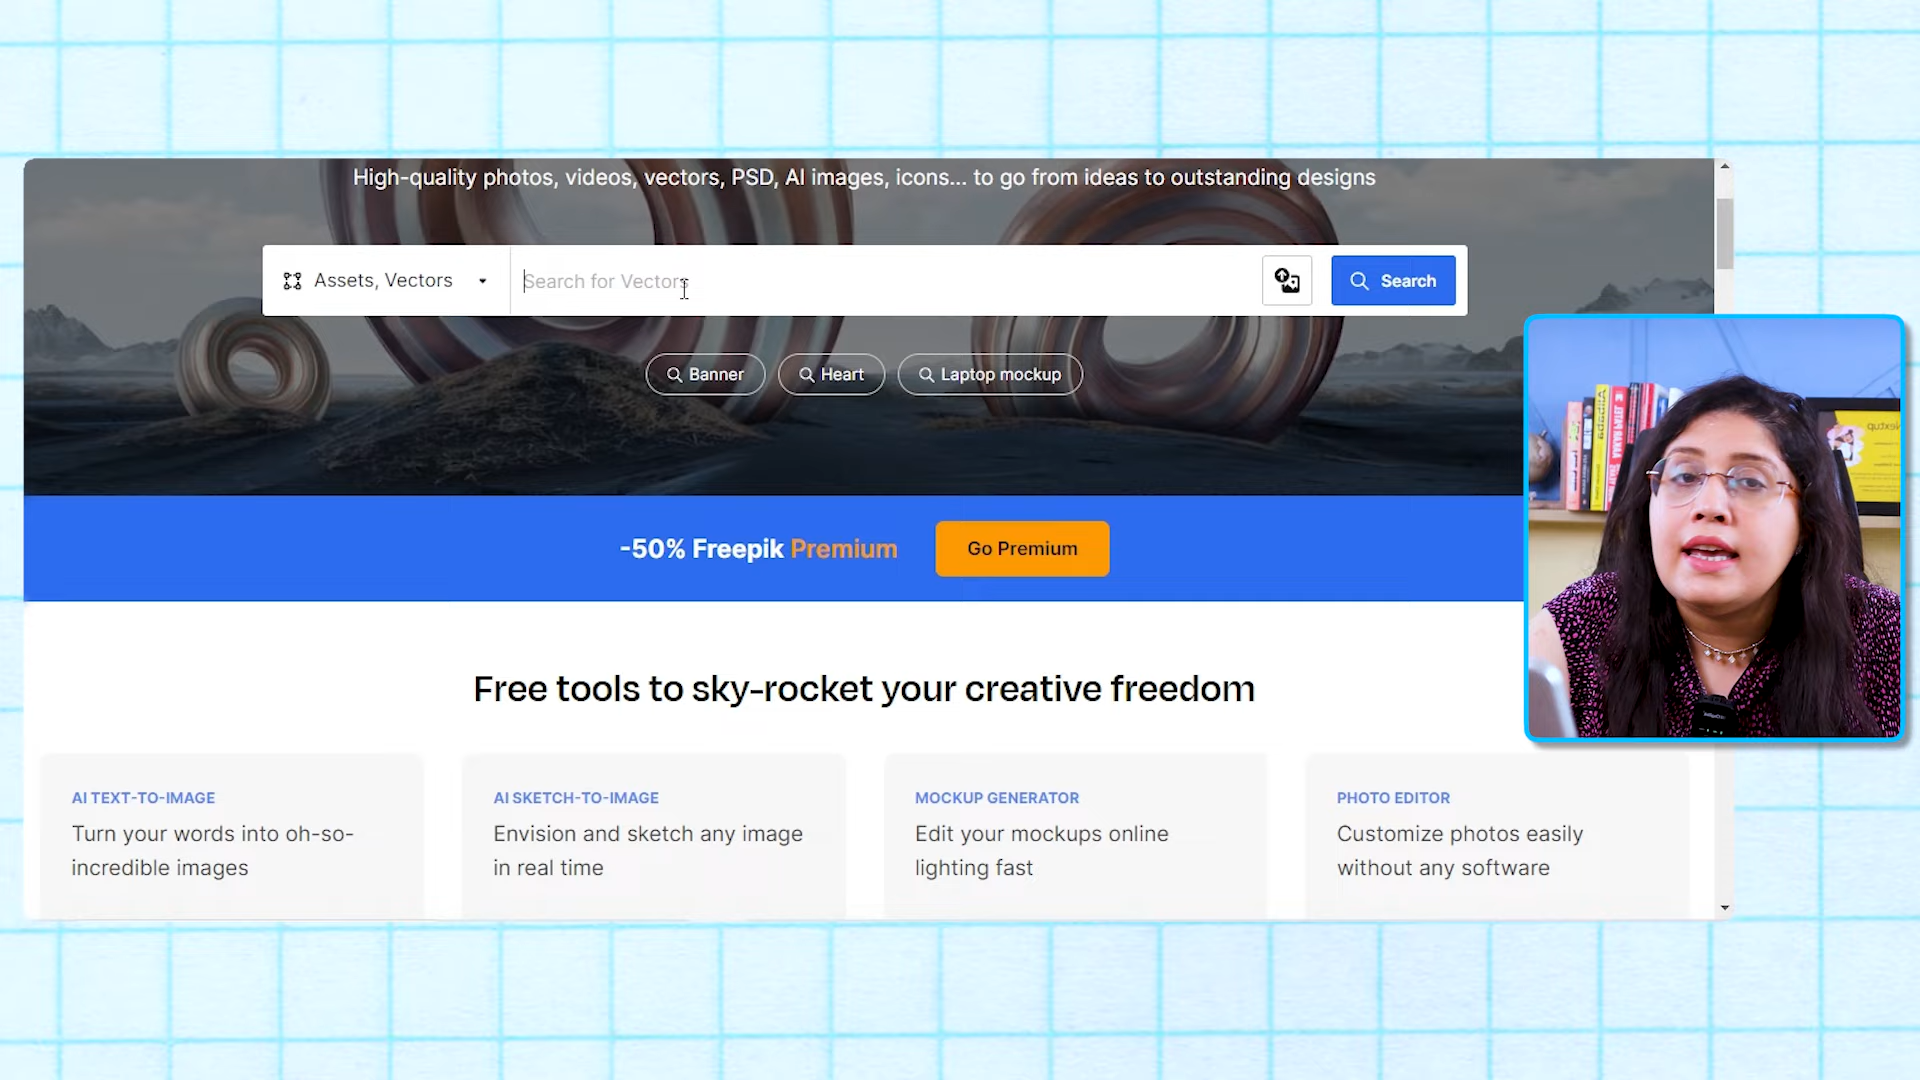 High-quality photos, videos, vectors, PSD, AI images, icons... to go from ideas to outstanding designs
Assets, Vectors
Search for Vectors
Search
Banner
Heart
Laptop mockup
-50% Freepik Premium
Go Premium
Free tools to sky-rocket your creative freedom
AI TEXT-TO-IMAGE
Turn your words into oh-so-
incredible images
AI SKETCH-TO-IMAGE
Envision and sketch any image
in real time
MOCKUP GENERATOR
Edit your mockups online
lighting fast
PHOTO EDITOR
Customize photos easily
without any software